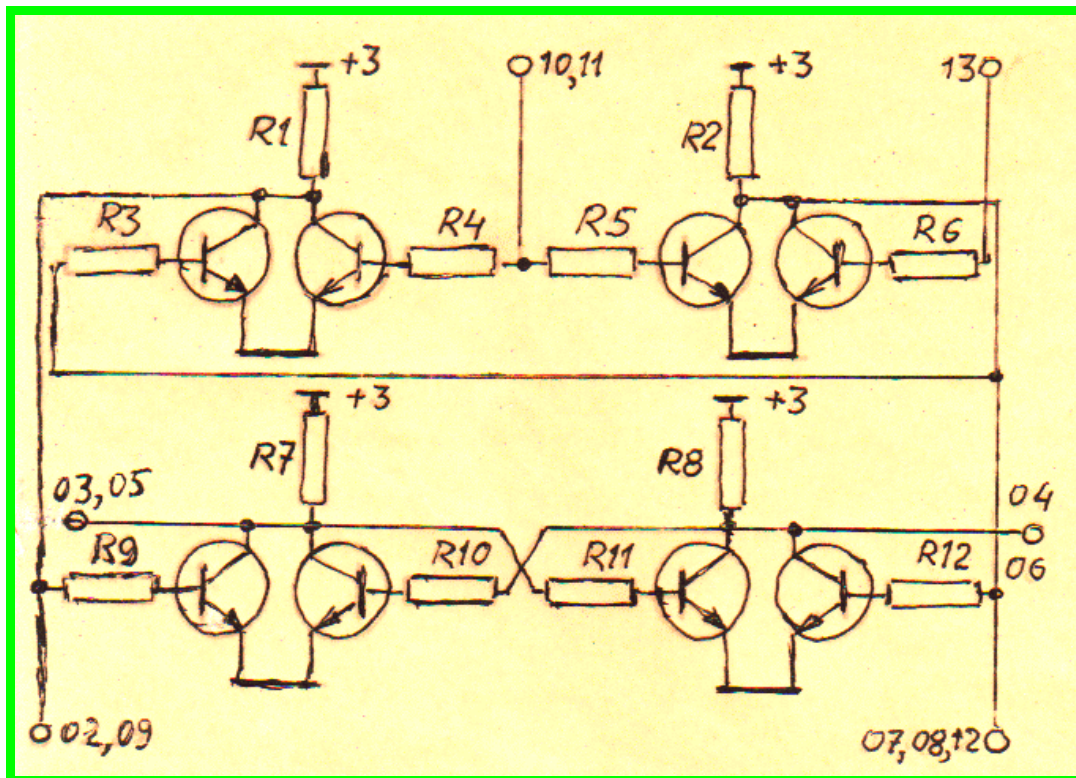 +3 10,11 +3 13
R1 R2
R3 R4 R5 R6
+3 +3
R7 R8
03,05 04
R9 R10 R11 R12 06
02,09 07,08,12